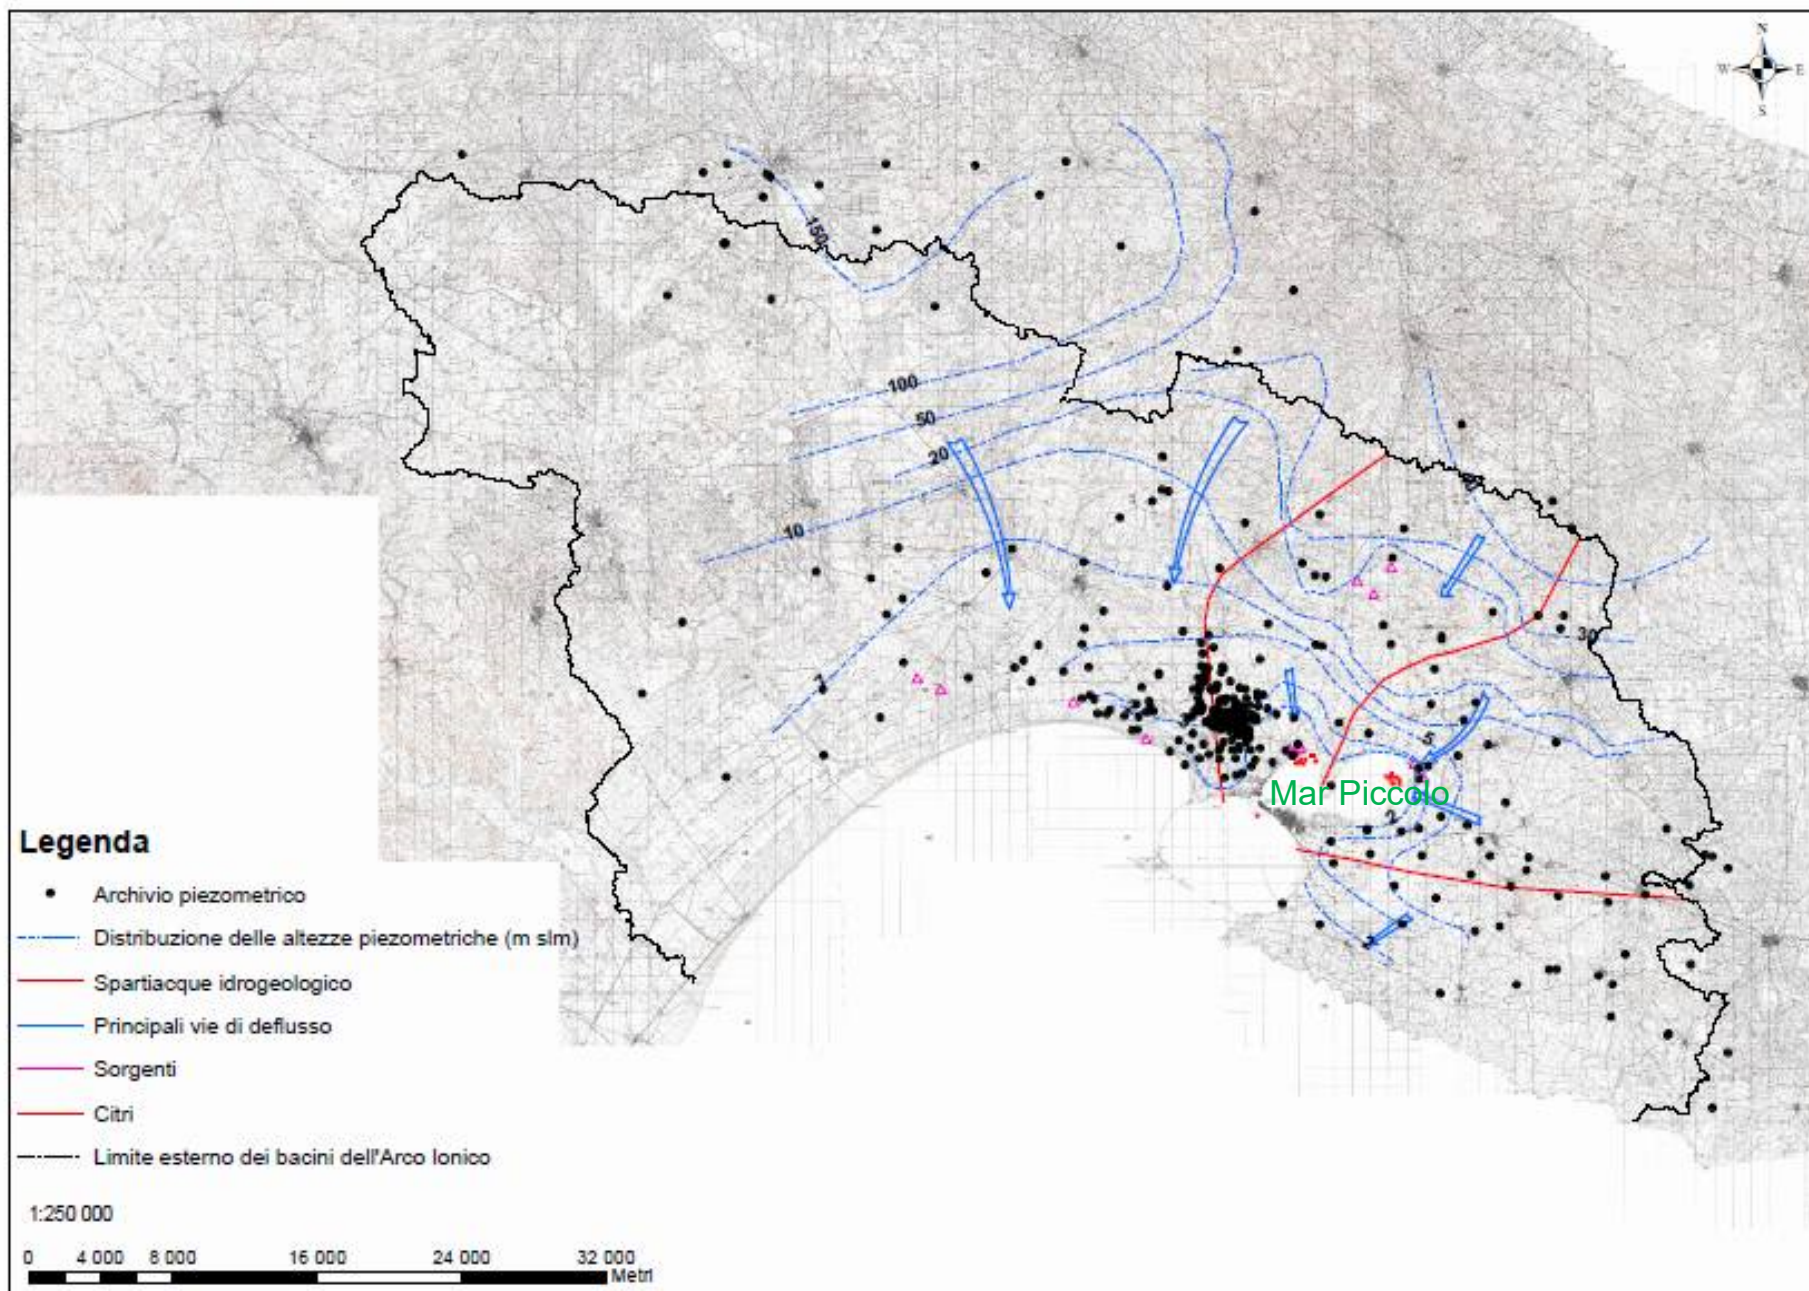 N
W E
S
150
100
50
20
10
30
7
5
Mar Piccolo
2
Legenda
Archivio piezometrico
Distribuzione delle altezze piezometriche (m slm)
Spartiacque idrogeologico
Principali vie di deflusso
Sorgenti
Citri
Limite esterno dei bacini dell'Arco Ionico
1:250 000
0 4 000 8 000 16 000 24 000 32 000
Metri